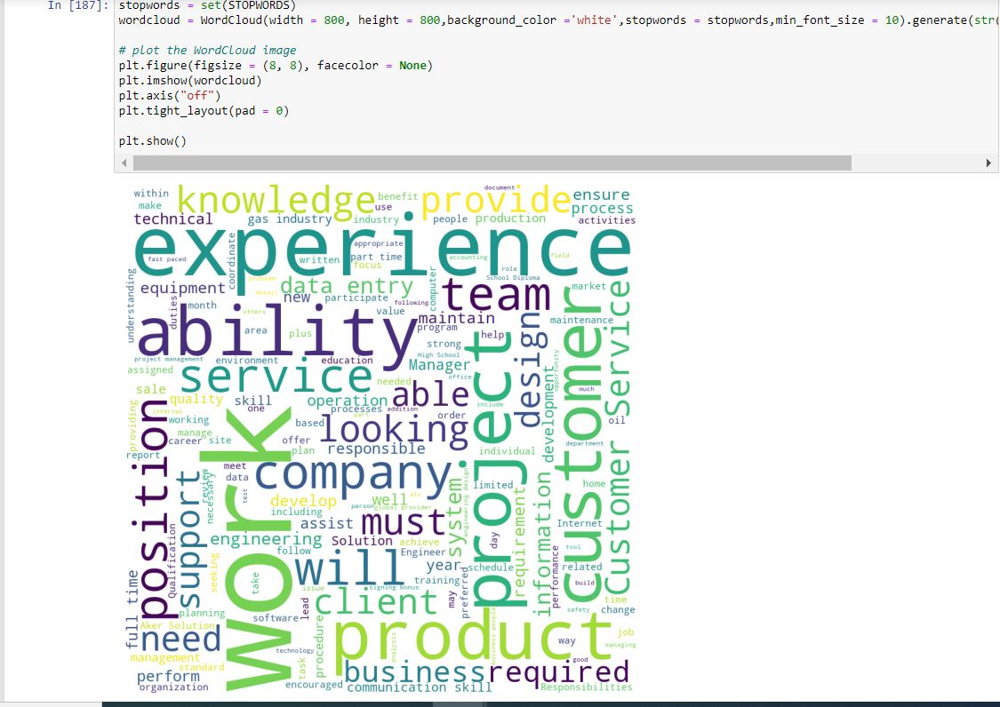 In [187]: stopwords = set(STOPWORDS)
wordcloud = WordCloud(width = 800, height = 800,background_color ='white',stopwords = stopwords,min_font_size = 10).generate(str(
# plot the WordCloud image
plt.figure(figsize = (8, 8), facecolor = None)
plt.imshow(wordcloud)
plt.axis("off")
plt.tight_layout(pad = 0)
plt.show()
within
knowledge
benefit
provide
document
ensure
make
use
process
technical
gas industry
industry
people
production
activities
experience
coordinate
appropriate
fast paced
written
part time
focus
accounting
role
field
School Diploma
understanding
equipment
problem
detail
data entry
computer
team
market
customer
Customer Service
duties
month
new
participate
following
value
others
ability
maintain
design
maintenance
area
plus
program
help
strong
project management
environment
education
High School
Manager
project
opportunity
assigned
service
needed
office
development
sale
quality
skill
operation
able
much
internal
one
processes
addition
part
order
include
providing
position
working
work
based
looking
oil
manage
career
site
offer
plan
responsible
individual
department
report
support
review
necessary
meet
data
company
test
limited
home
develop
well
etc
person
global provider
system
engineering design
requirement
information
including
assist
must
Internet
Qualification
engineering
Solution
achieve
day
tool
follow
Engineer
performance
seeking
will
year
schedule
related
full time
take
issue
signing bonus
training
may
preferred
build
planning
software
lead
client
safety
time
change
Aker Solution
need
procedure
product
analysis
business people
way
job
managing
technology
management
standard
task
good
perform
business
required
organization
encouraged
communication skill
Responsibilities